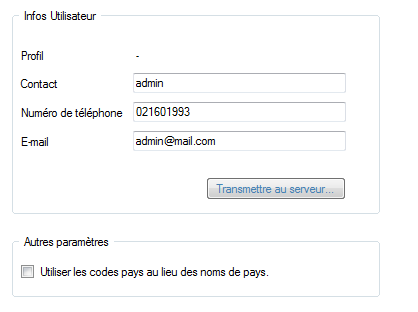 Infos Utilisateur
Profil -
Contact admin
Numéro de téléphone 021601993
E-mail admin@mail.com
Transmettre au serveur...
Autres paramètres
Utiliser les codes pays au lieu des noms de pays.